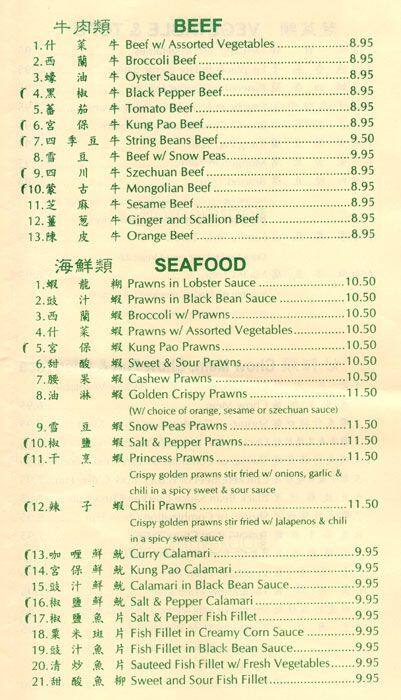 牛肉類 BEEF
1. 什菜牛 Beef w/ Assorted Vegetables ... 8.95
2. 西蘭牛 Broccoli Beef ... 8.95
3. 蠔油牛 Oyster Sauce Beef ... 8.95
4. 黑椒牛 Black Pepper Beef ... 8.95
5. 蕃茄牛 Tomato Beef ... 8.95
6. 宮保牛 Kung Pao Beef ... 8.95
7. 四季豆牛 String Beans Beef ... 9.50
8. 雪豆牛 Beef w/ Snow Peas ... 9.95
9. 四川牛 Szechuan Beef ... 8.95
10. 蒙古牛 Mongolian Beef ... 8.95
11. 芝麻牛 Sesame Beef ... 8.95
12. 薑蔥牛 Ginger and Scallion Beef ... 8.95
13. 陳皮牛 Orange Beef ... 8.95
海鮮類 SEAFOOD
1. 蝦龍糊 Prawns in Lobster Sauce ... 10.50
2. 豉汁蝦 Prawns in Black Bean Sauce ... 10.50
3. 西蘭蝦 Broccoli w/ Prawns ... 10.50
4. 什菜蝦 Prawns w/ Assorted Vegetables ... 10.50
5. 宮保蝦 Kung Pao Prawns ... 10.50
6. 甜酸蝦 Sweet & Sour Prawns ... 10.50
7. 腰果蝦 Cashew Prawns ... 10.50
8. 油淋蝦 Golden Crispy Prawns ... 11.50
(W/ choice of orange, sesame or szechuan sauce)
9. 雪豆蝦 Snow Peas Prawns ... 11.50
10. 椒鹽蝦 Salt & Pepper Prawns ... 11.50
11. 干烹蝦 Princess Prawns ... 11.50
Crispy golden prawns stir fried w/ onions, garlic &
chili in a spicy sweet & sour sauce
12. 辣子蝦 Chili Prawns ... 11.50
Crispy golden prawns stir fried w/ Jalapenos & chili
in a spicy sweet sauce
13. 咖喱鮮魷 Curry Calamari ... 9.95
14. 宮保鮮魷 Kung Pao Calamari ... 9.95
15. 豉汁鮮魷 Calamari in Black Bean Sauce ... 9.95
16. 椒鹽鮮魷 Salt & Pepper Calamari ... 9.95
17. 椒鹽魚片 Salt & Pepper Fish Fillet ... 9.95
18. 粟米斑片 Fish Fillet in Creamy Corn Sauce ... 9.95
19. 豉汁魚片 Fish Fillet in Black Bean Sauce ... 9.95
20. 清炒魚片 Sauteed Fish Fillet w/ Fresh Vegetables ... 9.95
21. 甜酸魚柳 Sweet and Sour Fish Fillet ... 9.95